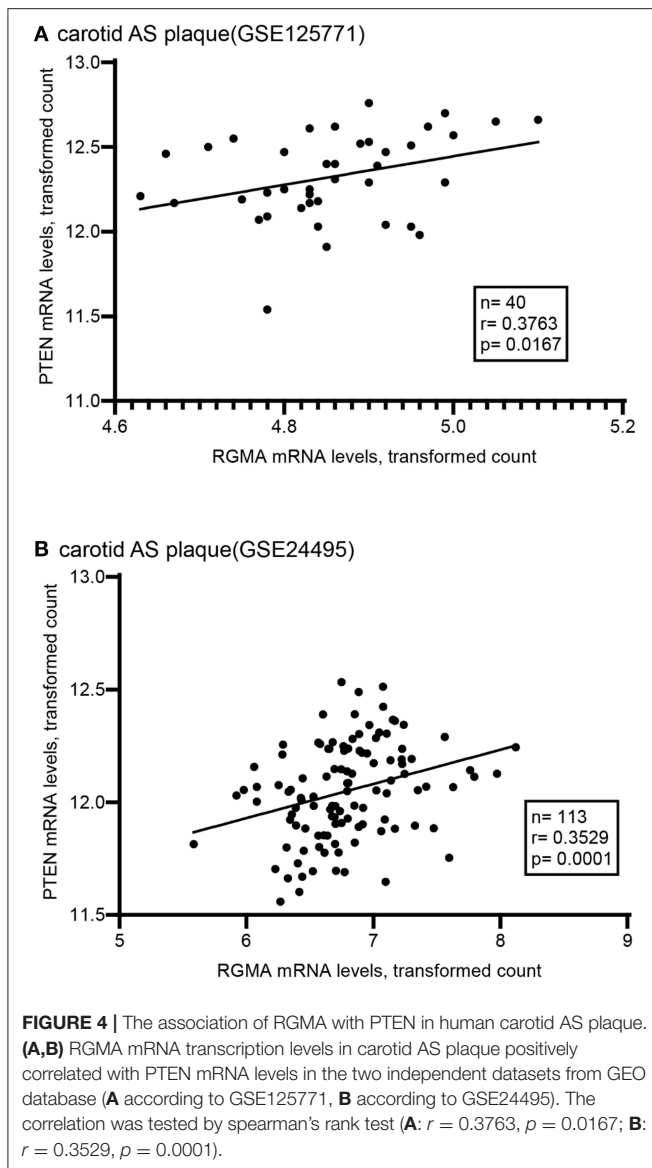 A carotid AS plaque(GSE125771)
13.0
12.5
12.0
11.5
11.0
PTEN mRNA levels, transformed count
n= 40
r= 0.3763
p= 0.0167
4.6 4.8 5.0 5.2
RGMA mRNA levels, transformed count
B carotid AS plaque(GSE24495)
13.0
12.5
12.0
11.5
PTEN mRNA levels, transformed count
n= 113
r= 0.3529
p= 0.0001
5 6 7 8 9
RGMA mRNA levels, transformed count
FIGURE 4 | The association of RGMA with PTEN in human carotid AS plaque.
(A,B) RGMA mRNA transcription levels in carotid AS plaque positively
correlated with PTEN mRNA levels in the two independent datasets from GEO
database (A according to GSE125771, B according to GSE24495). The
correlation was tested by spearman's rank test (A: r = 0.3763, p = 0.0167; B:
r = 0.3529, p = 0.0001).